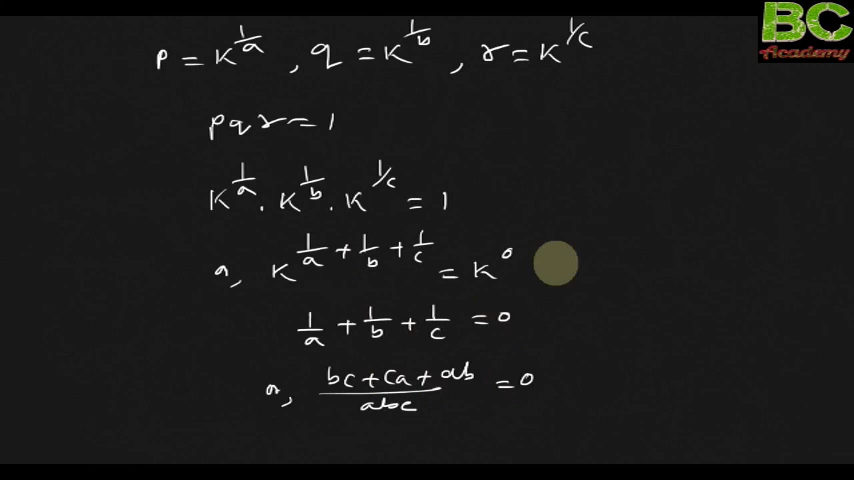 BC
Academy
p = K^{1/a}, q = K^{1/b}, r = K^{1/c}
pqr = 1
K^{1/a} . K^{1/b} . K^{1/c} = 1
or, K^{1/a + 1/b + 1/c} = K^0
1/a + 1/b + 1/c = 0
or, (bc + ca + ab)/abc = 0